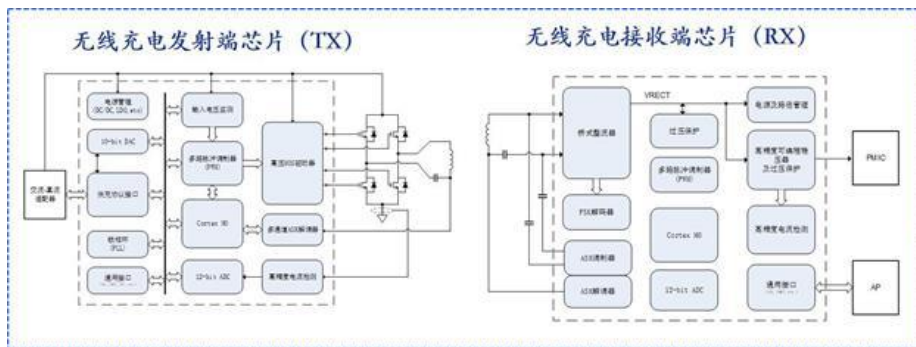 无线充电发射端芯片（TX）
电源管理
(DC/DC,LDO,etc)
输入电压监测
10-bit DAC
多路脉冲调制器
(PWM)
高压MOS驱动器
交流-直流
适配器
快充协议接口
Cortex M0
多通道ASK解调器
锁相环
(PLL)
通用接口
12-bit ADC
高精度电流检测
无线充电接收端芯片（RX）
VRECT
桥式整流器
过压保护
电源及路径管理
多路脉冲调制器
(PWM)
高精度可编程稳
压器
及过压保护
PMIC
FSK解码器
Cortex M0
高精度电流检测
ASK调制器
ASK解调器
12-bit ADC
通用接口
AP